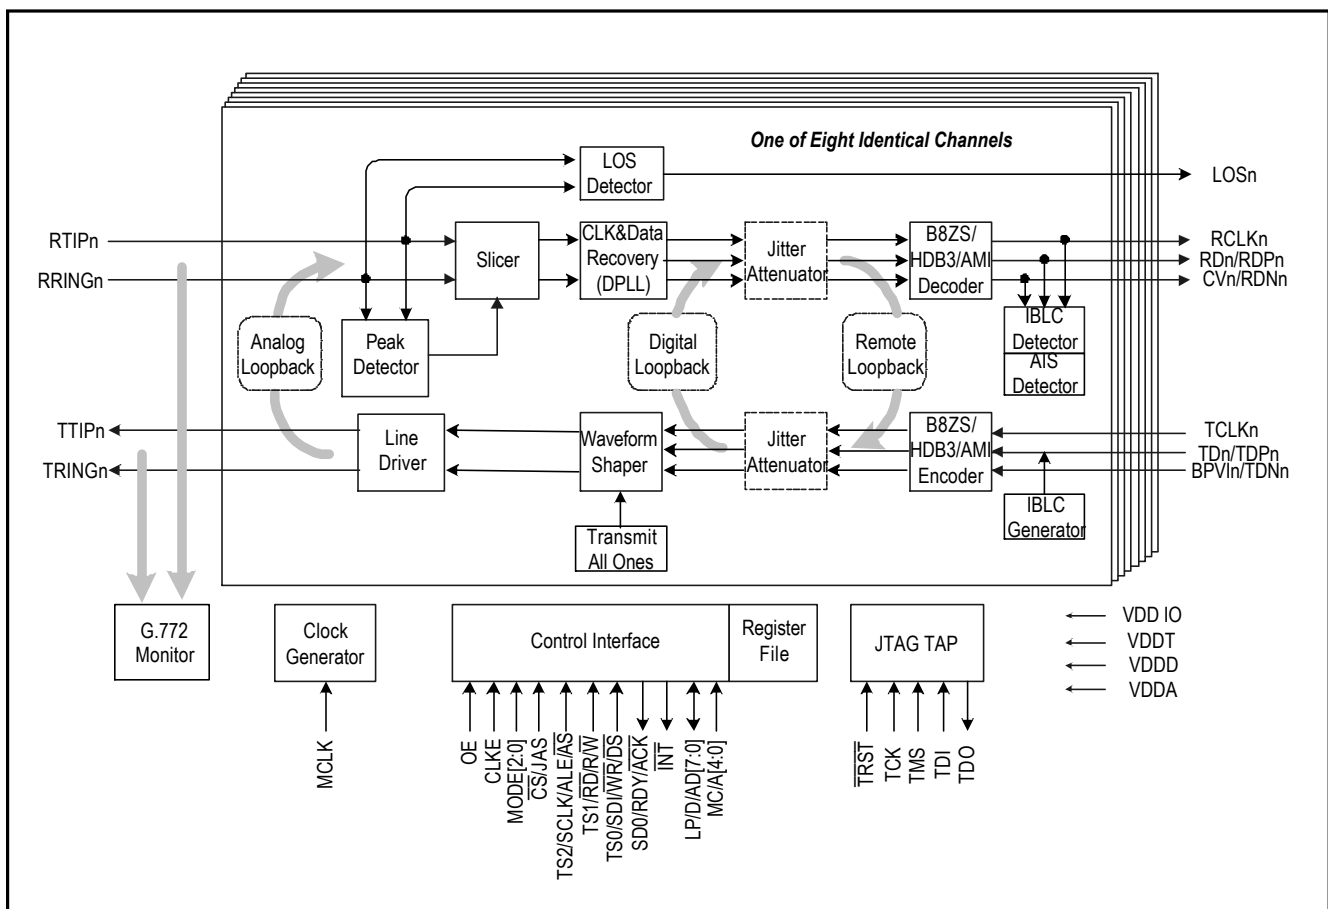 One of Eight Identical Channels
LOS
Detector
LOSn
RTIPn
RRINGn
Slicer
CLK&Data
Recovery
(DPLL)
Jitter
Attenuator
B8ZS/
HDB3/AMI
Decoder
RCLKn
RDn/RDPn
CVn/RDNn
Analog
Loopback
Peak
Detector
Digital
Loopback
Remote
Loopback
IBLC
Detector
AIS
Detector
TTIPn
TRINGn
Line
Driver
Waveform
Shaper
Jitter
Attenuator
B8ZS/
HDB3/AMI
Encoder
TCLKn
TDn/TDPn
BPVIn/TDNn
IBLC
Generator
Transmit
All Ones
G.772
Monitor
Clock
Generator
Control Interface
Register
File
JTAG TAP
VDD IO
VDDT
VDDD
VDDA
MCLK
OE
CLKE
MODE[2:0]
CS/JAS
TS2/SCLK/ALE/AS
TS1/RD/R/W
TS0/SDI/WR/DS
SD0/RDY/ACK
INT
LP/D/AD[7:0]
MC/A[4:0]
TRST
TCK
TMS
TDI
TDO